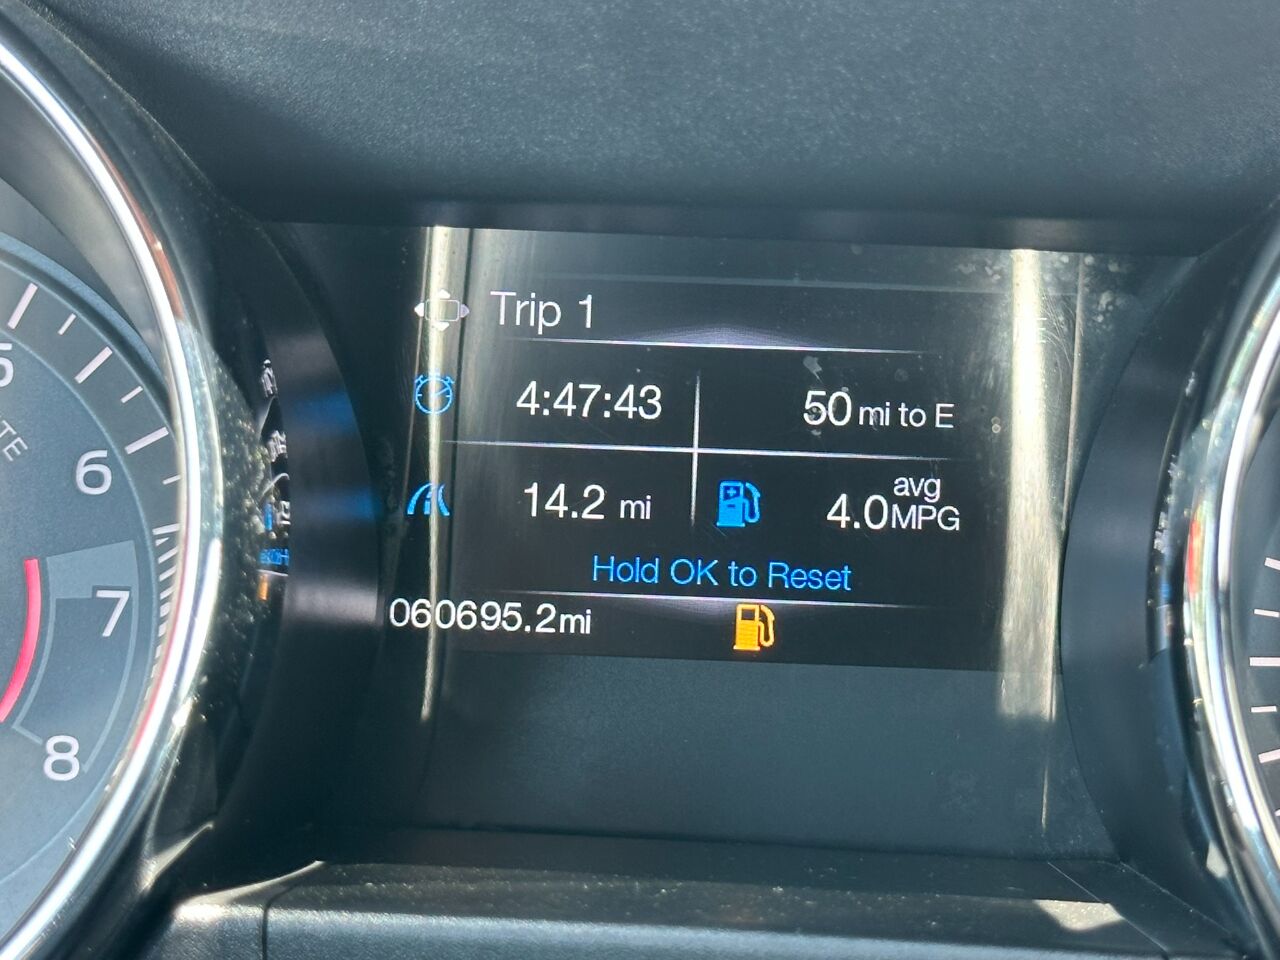 Trip 1
4:47:43
50 mi to E
14.2 mi
4.0 avg MPG
Hold OK to Reset
060695.2mi
6
7
8